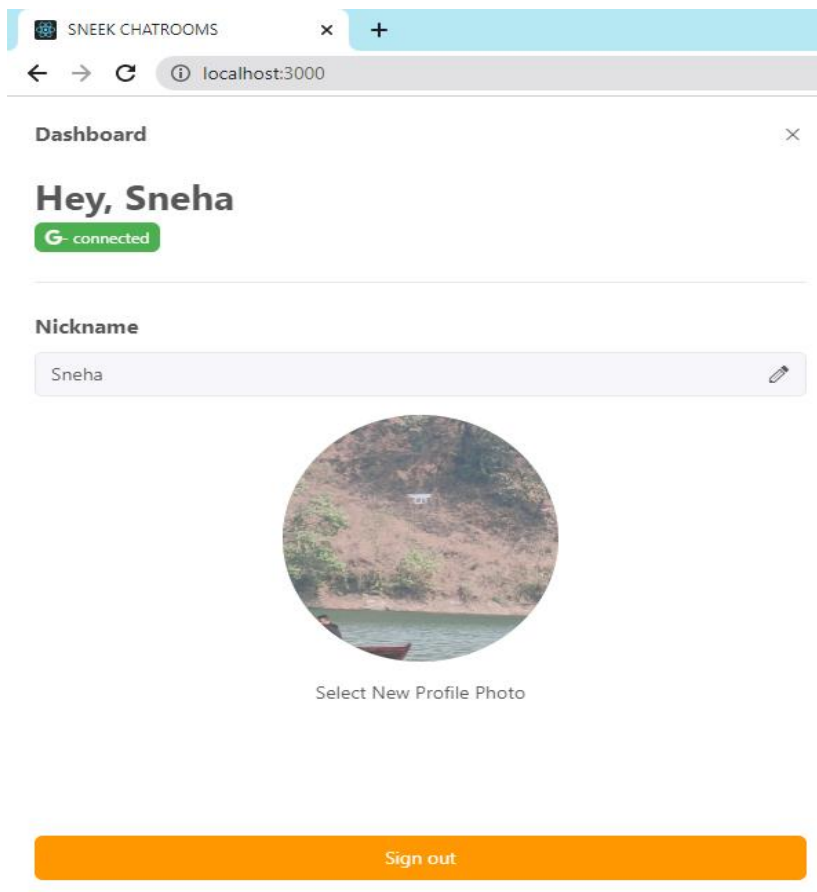 SNEEK CHATROOMS
localhost:3000
Dashboard
Hey, Sneha
G- connected
Nickname
Sneha
Select New Profile Photo
Sign out